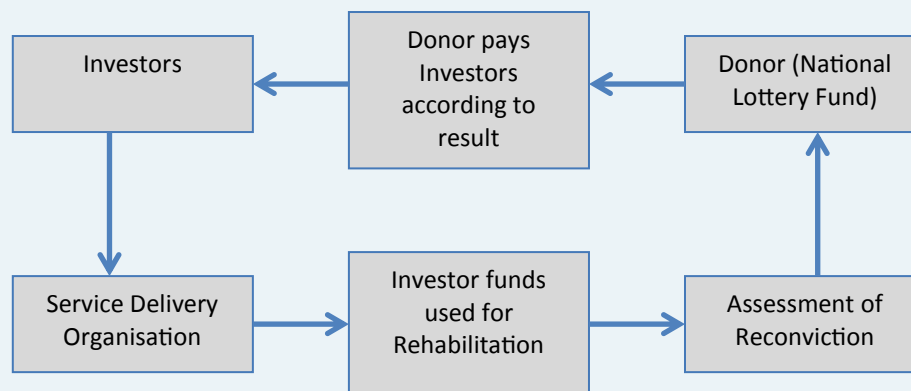 Investors
Donor pays
Investors
according to
result
Donor (National
Lottery Fund)
Service Delivery
Organisation
Investor funds
used for
Rehabilitation
Assessment of
Reconviction